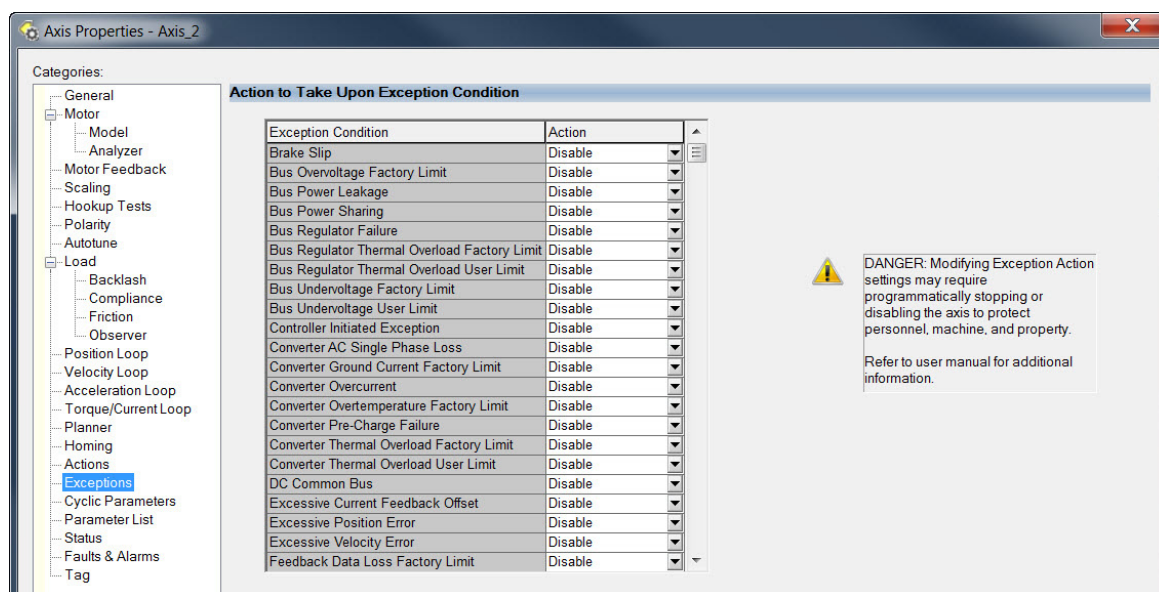 Axis Properties - Axis_2
X
Categories:
General
Motor
Model
Analyzer
Motor Feedback
Scaling
Hookup Tests
Polarity
Autotune
Load
Backlash
Compliance
Friction
Observer
Position Loop
Velocity Loop
Acceleration Loop
Torque/Current Loop
Planner
Homing
Actions
Exceptions
Cyclic Parameters
Parameter List
Status
Faults & Alarms
Tag
Action to Take Upon Exception Condition
Exception Condition Action
Brake Slip Disable
Bus Overvoltage Factory Limit Disable
Bus Power Leakage Disable
Bus Power Sharing Disable
Bus Regulator Failure Disable
Bus Regulator Thermal Overload Factory Limit Disable
Bus Regulator Thermal Overload User Limit Disable
Bus Undervoltage Factory Limit Disable
Bus Undervoltage User Limit Disable
Controller Initiated Exception Disable
Converter AC Single Phase Loss Disable
Converter Ground Current Factory Limit Disable
Converter Overcurrent Disable
Converter Overtemperature Factory Limit Disable
Converter Pre-Charge Failure Disable
Converter Thermal Overload Factory Limit Disable
Converter Thermal Overload User Limit Disable
DC Common Bus Disable
Excessive Current Feedback Offset Disable
Excessive Position Error Disable
Excessive Velocity Error Disable
Feedback Data Loss Factory Limit Disable
DANGER: Modifying Exception Action
settings may require
programmatically stopping or
disabling the axis to protect
personnel, machine, and property.
Refer to user manual for additional
information.